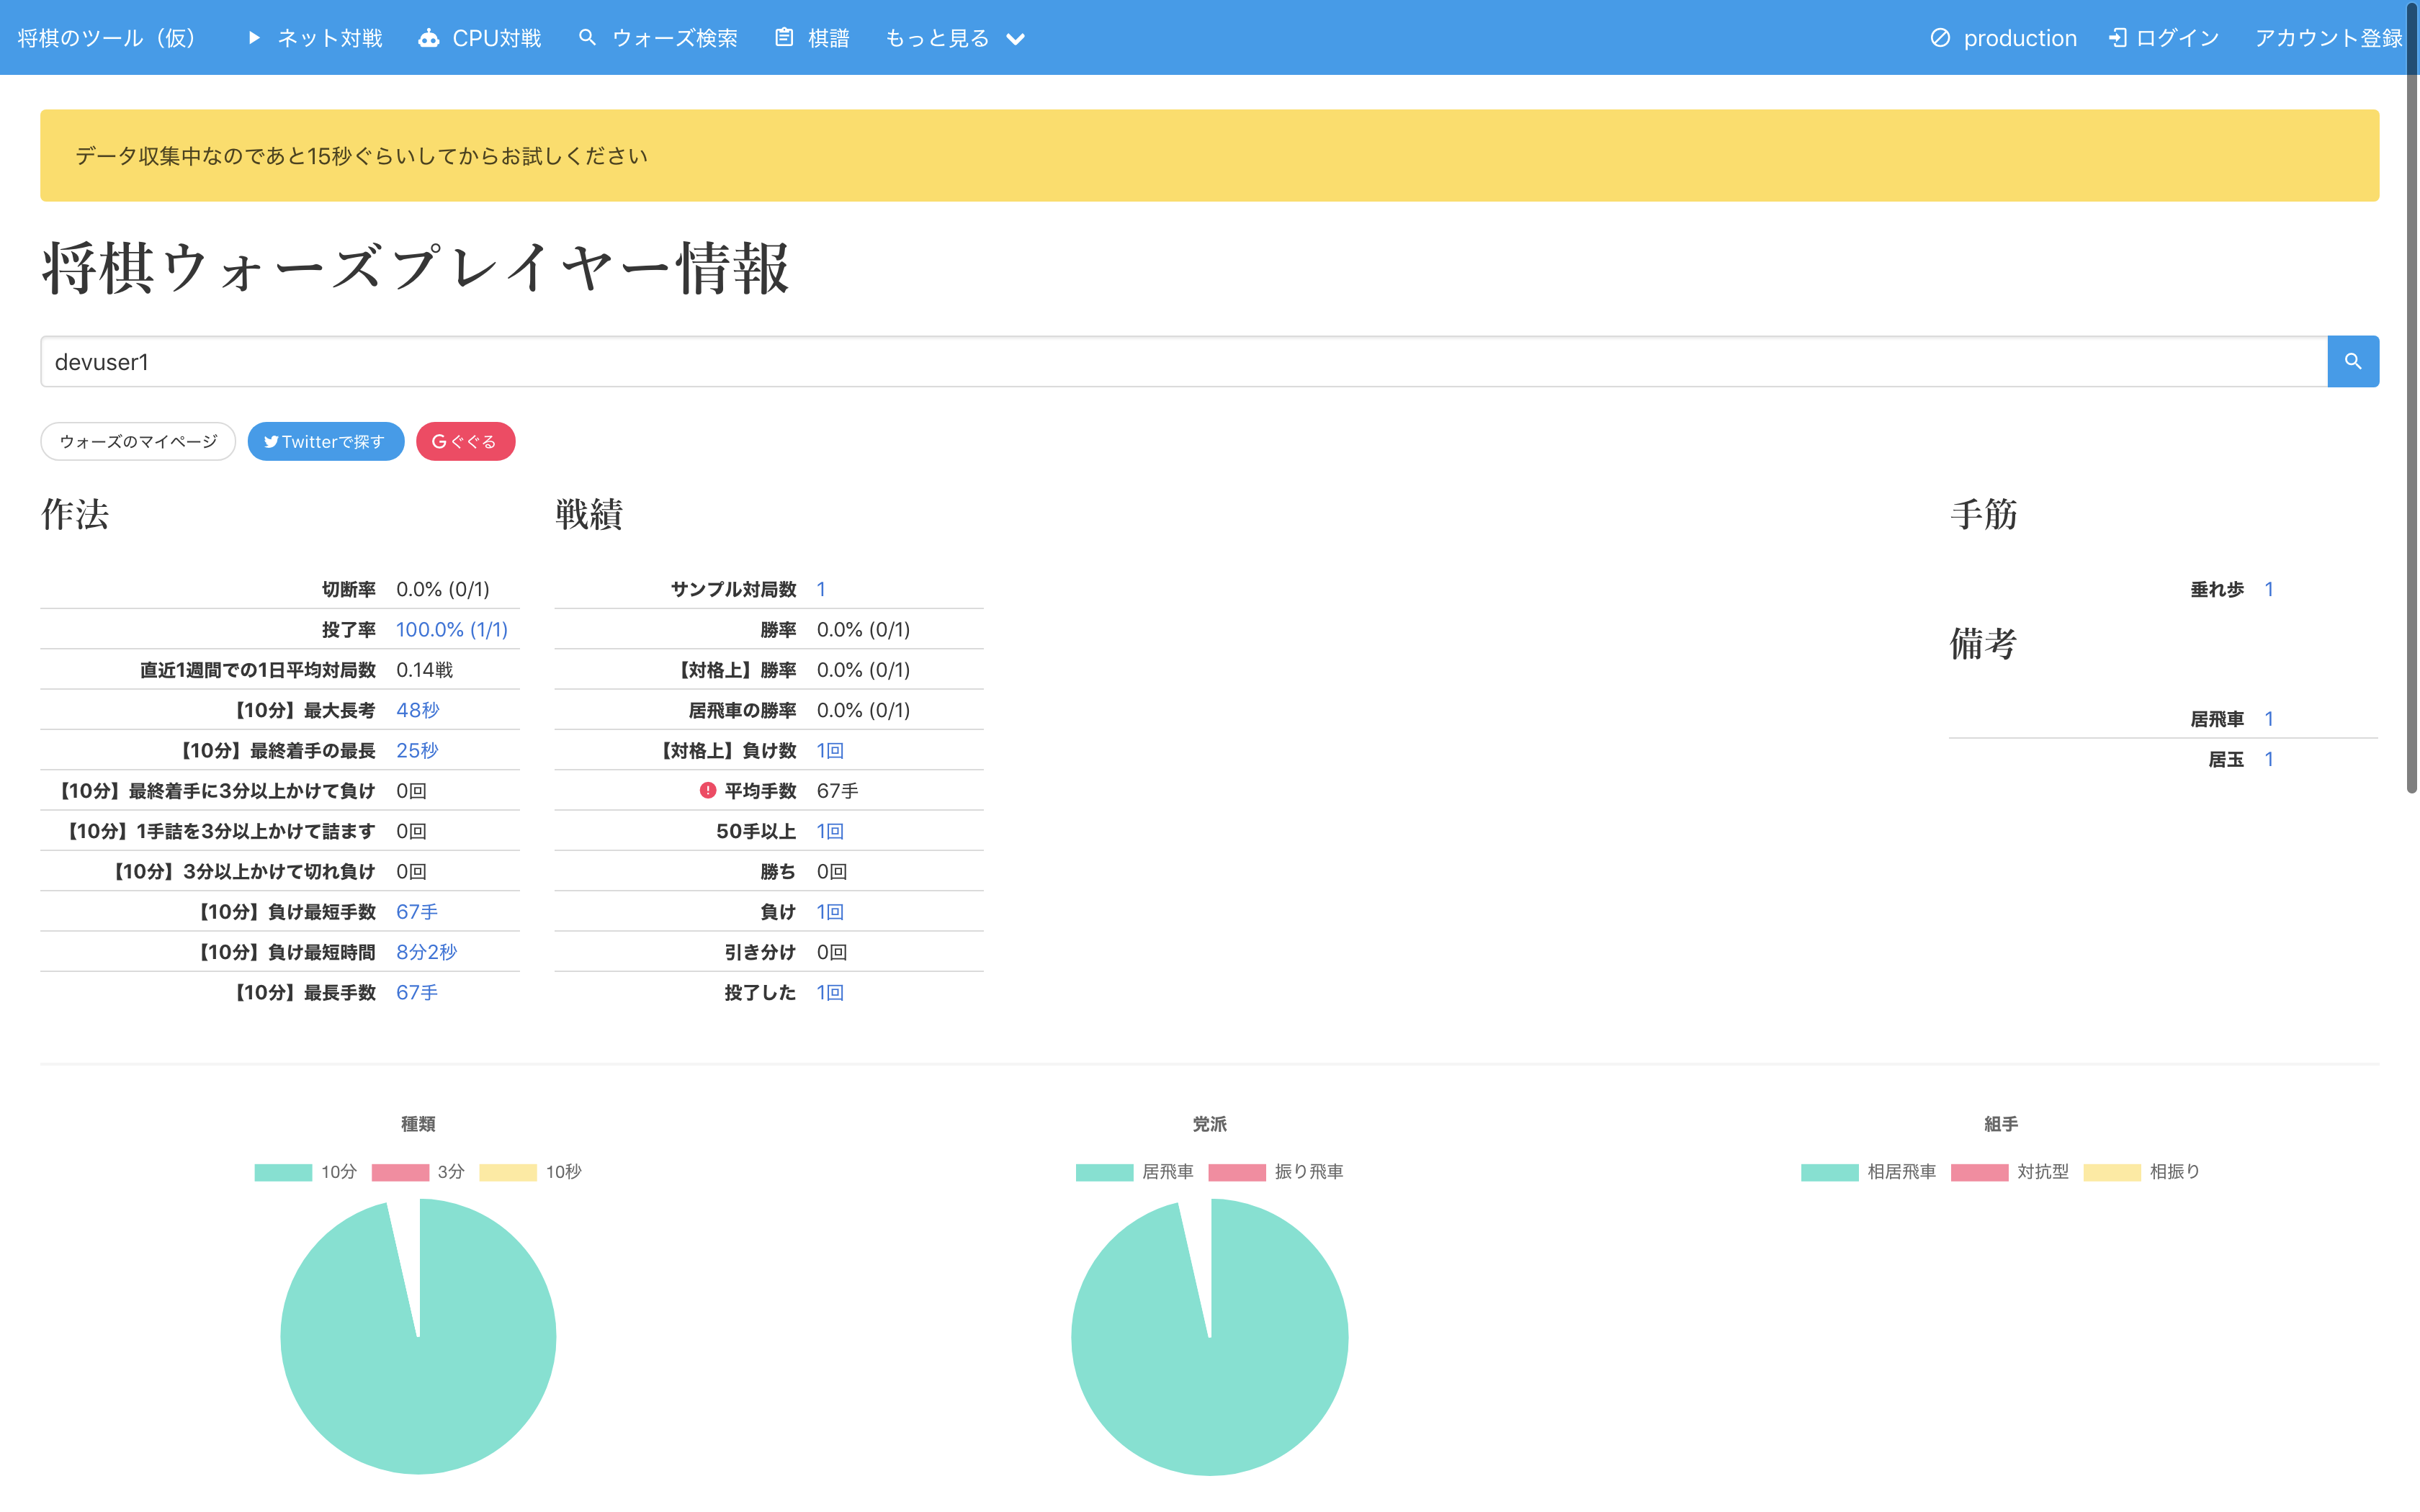 将棋のツール（仮） ネット対戦 CPU対戦 ウォーズ検索 棋譜 もっと見る production ログイン アカウント登録
データ収集中なのであと15秒ぐらいしてからお試しください
将棋ウォーズプレイヤー情報
devuser1
ウォーズのマイページ Twitterで探す ぐぐる
作法
切断率 0.0% (0/1)
投了率 100.0% (1/1)
直近1週間での1日平均対局数 0.14戦
【10分】最大長考 48秒
【10分】最終着手の最長 25秒
【10分】最終着手に3分以上かけて負け 0回
【10分】1手詰を3分以上かけて詰ます 0回
【10分】3分以上かけて切れ負け 0回
【10分】負け最短手数 67手
【10分】負け最短時間 8分2秒
【10分】最長手数 67手
戦績
サンプル対局数 1
勝率 0.0% (0/1)
【対格上】勝率 0.0% (0/1)
居飛車の勝率 0.0% (0/1)
【対格上】負け数 1回
平均手数 67手
50手以上 1回
勝ち 0回
負け 1回
引き分け 0回
投了した 1回
手筋
垂れ歩 1
備考
居飛車 1
居玉 1
種類
10分 3分 10秒
党派
居飛車 振り飛車
組手
相居飛車 対抗型 相振り